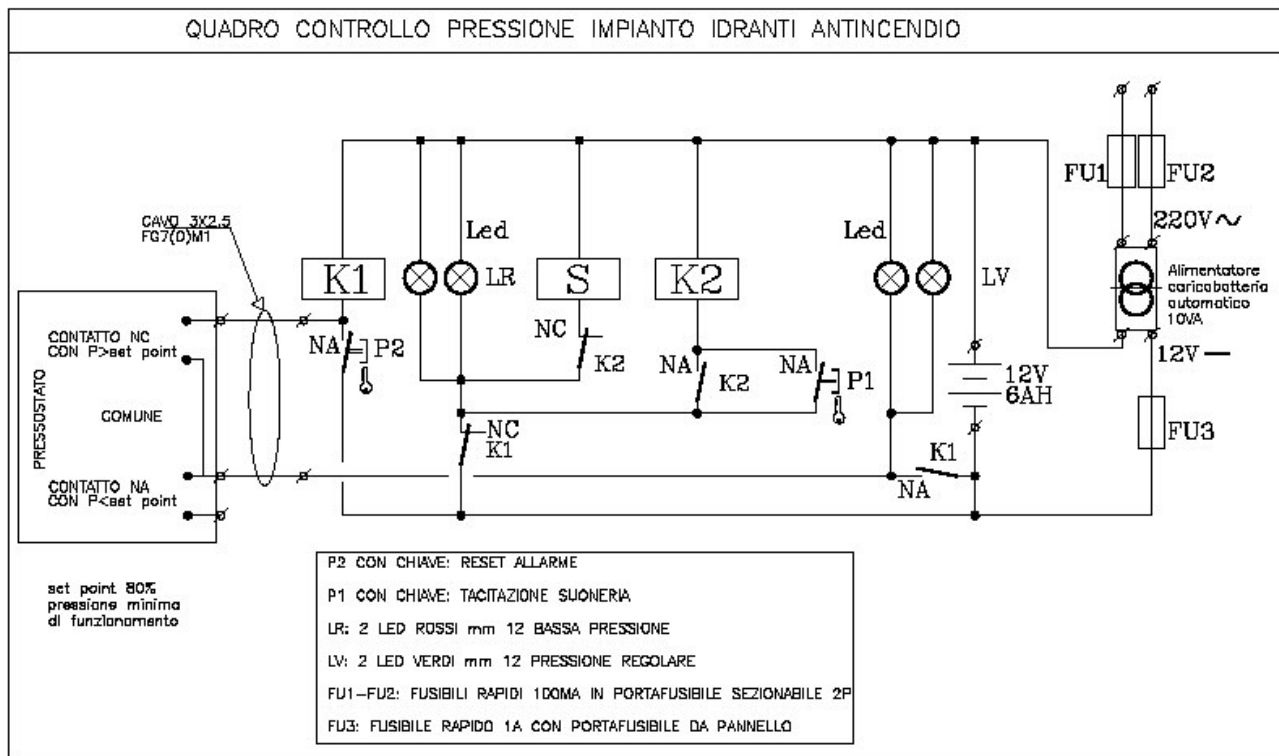 QUADRO CONTROLLO PRESSIONE IMPIANTO IDRANTI ANTINCENDIO
FU1
FU2
220V~
CAVO 3X2.5
FG7(O)M1
Led
Led
K1
LR
S
K2
LV
Alimentatore
caricabatteria
automatico
10VA
12V
CONTATTO NC
CON P>set point
NA
P2
NC
K2
NA
K2
NA
P1
12V
6AH
FU3
PRESSOSTATO
COMUNE
NC
K1
K1
NA
CONTATTO NA
CON P<set point
set point 80%
pressione minima
di funzionamento
P2 CON CHIAVE: RESET ALLARME
P1 CON CHIAVE: TACITAZIONE SUONERIA
LR: 2 LED ROSSI mm 12 BASSA PRESSIONE
LV: 2 LED VERDI mm 12 PRESSIONE REGOLARE
FU1-FU2: FUSIBILI RAPIDI 100MA IN PORTAFUSIBILE SEZIONABILE 2P
FU3: FUSIBILE RAPIDO 1A CON PORTAFUSIBILE DA PANNELLO